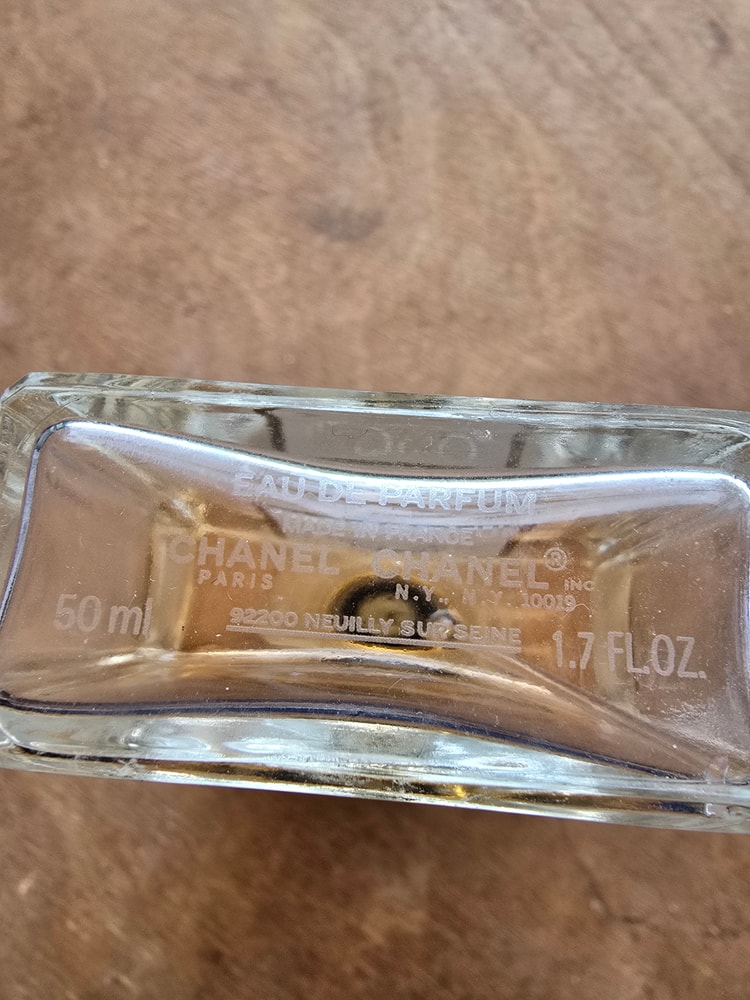 EAU DE PARFUM
MADE IN FRANCE
CHANEL CHANEL® INC
PARIS N.Y. N.Y. 10019
92200 NEUILLY SUR SEINE
50 ml 1.7 FL.OZ.